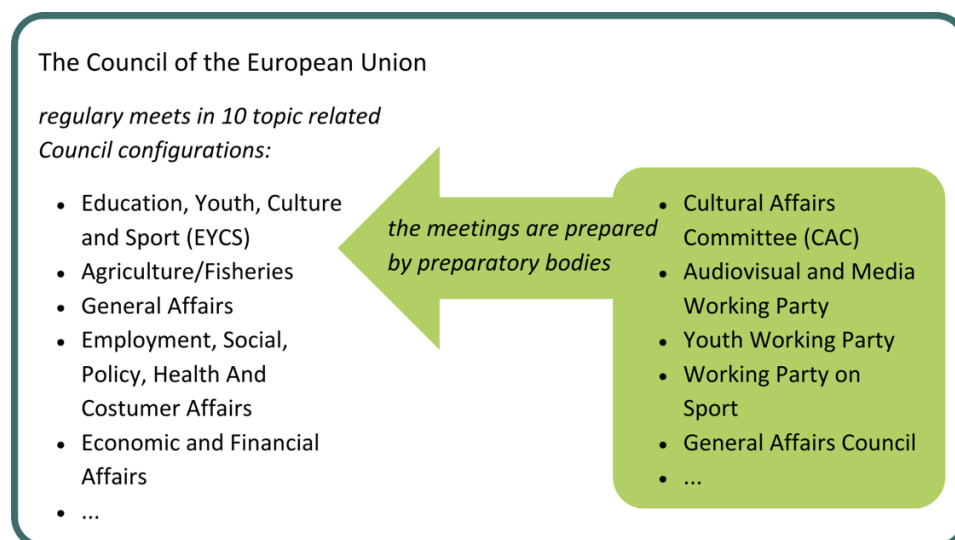 The Council of the European Union
regulary meets in 10 topic related
Council configurations:
• Education, Youth, Culture
and Sport (EYCS)
• Agriculture/Fisheries
• General Affairs
• Employment, Social,
Policy, Health And
Costumer Affairs
• Economic and Financial
Affairs
• ...
the meetings are prepared
by preparatory bodies
• Cultural Affairs
Committee (CAC)
• Audiovisual and Media
Working Party
• Youth Working Party
• Working Party on
Sport
• General Affairs Council
• ...